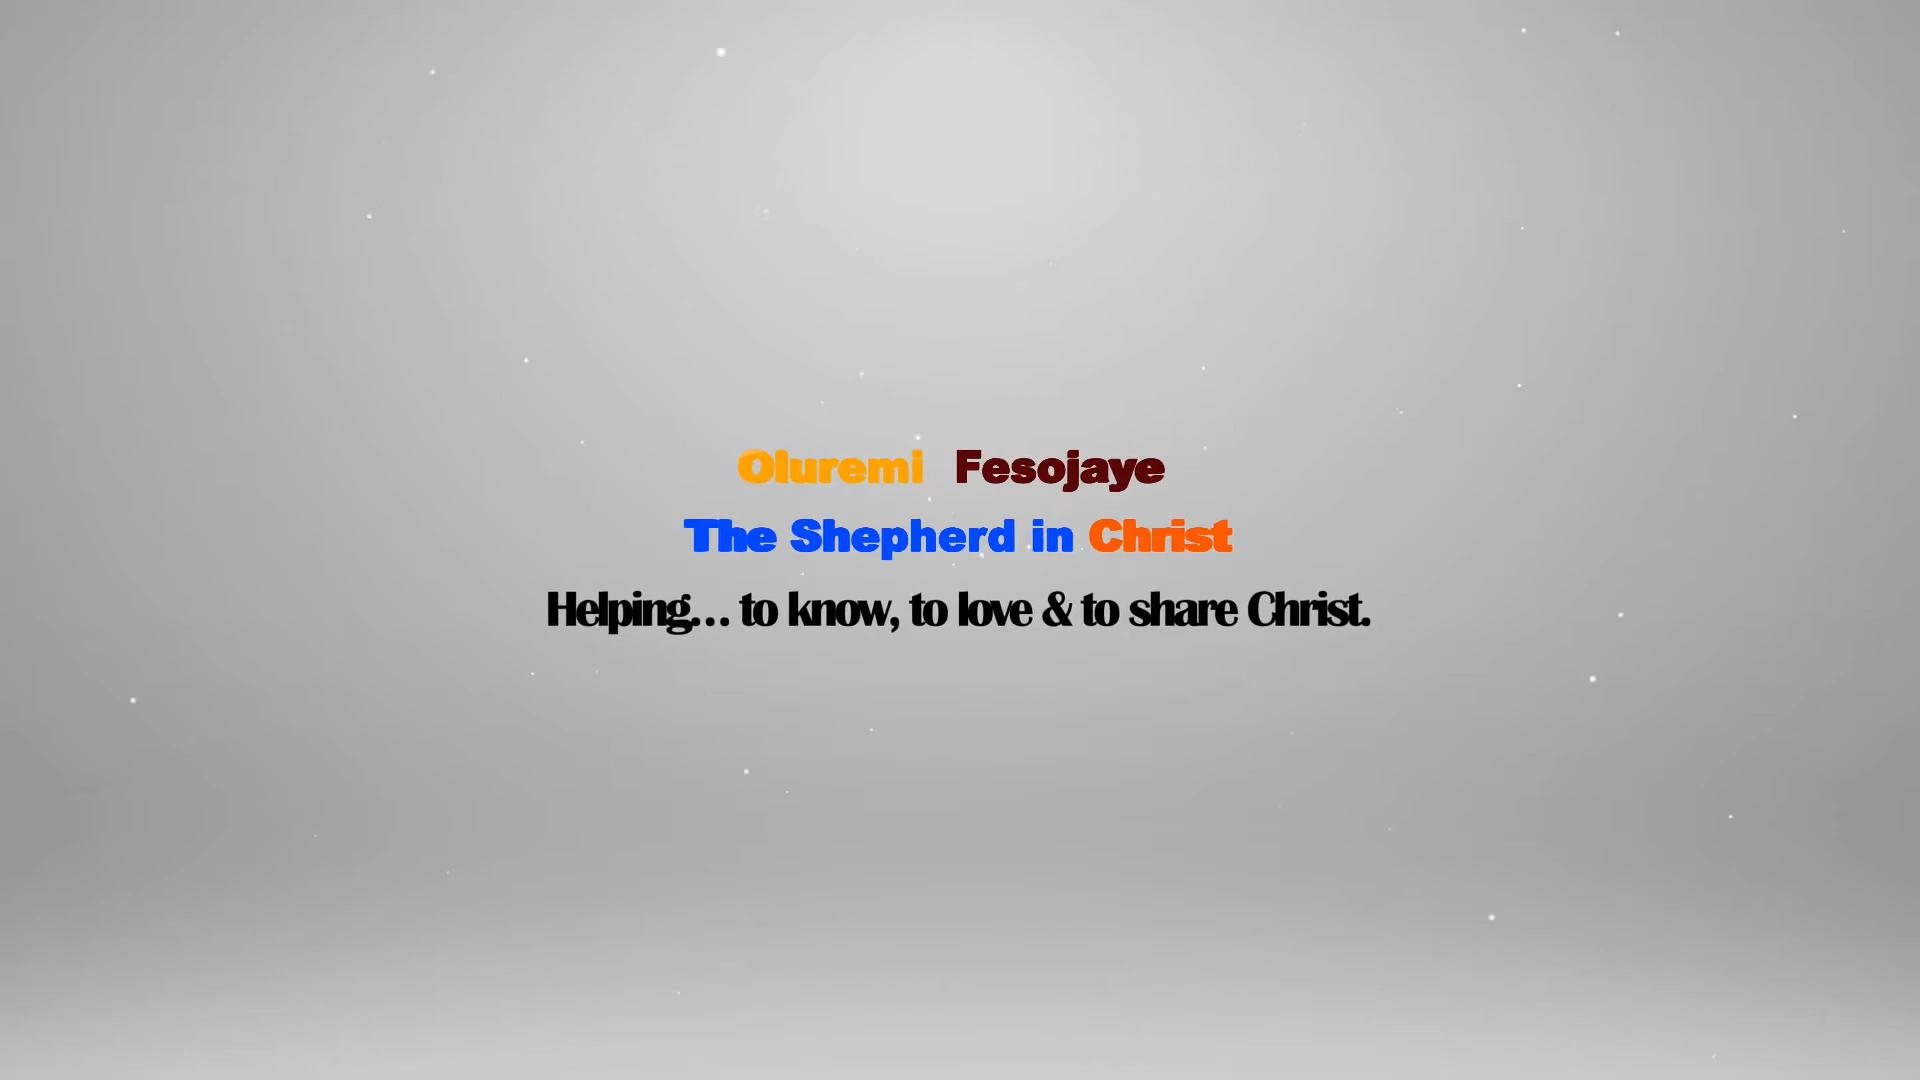 Oluremi Fesojaye
The Shepherd in Christ
Helping... to know, to love & to share Christ.